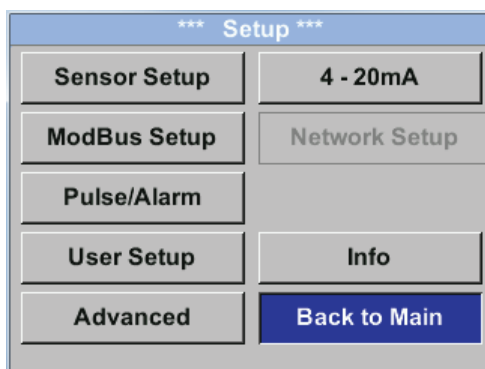 *** Setup ***
Sensor Setup
4 - 20mA
ModBus Setup
Network Setup
Pulse/Alarm
User Setup
Info
Advanced
Back to Main